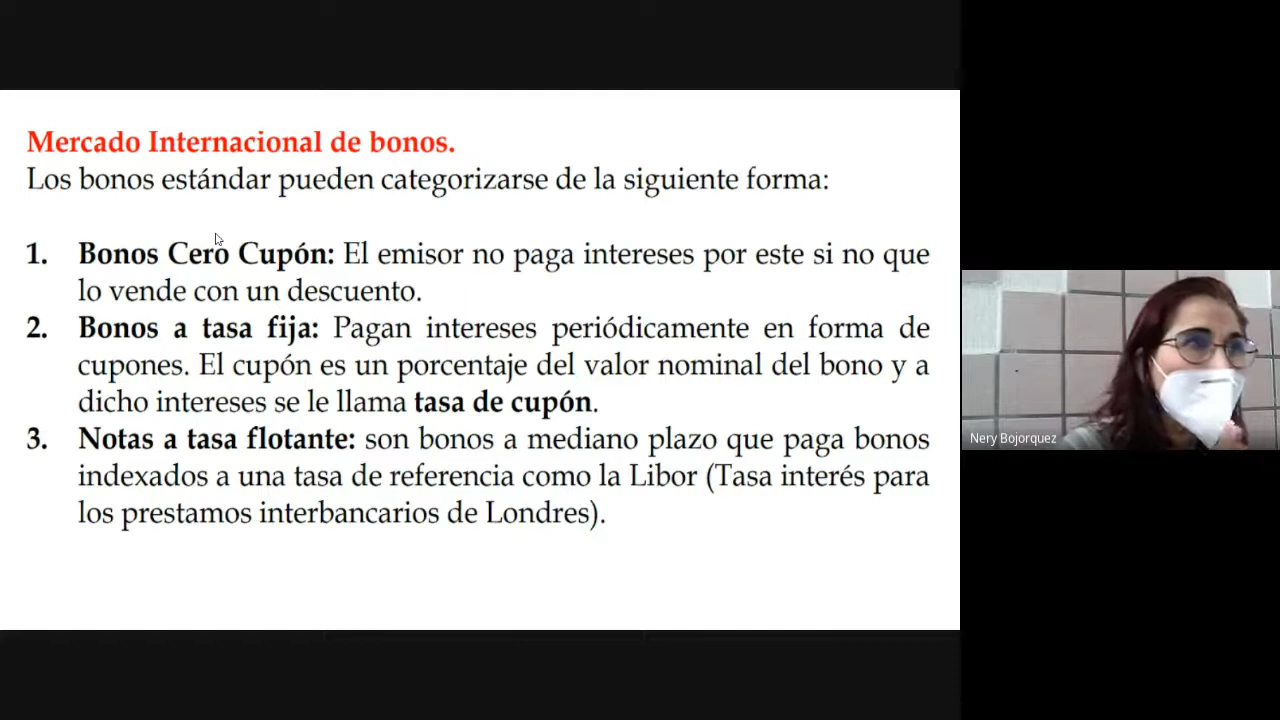 Mercado Internacional de bonos.
Los bonos estándar pueden categorizarse de la siguiente forma:
1. Bonos Cero Cupón: El emisor no paga intereses por este si no que
lo vende con un descuento.
2. Bonos a tasa fija: Pagan intereses periódicamente en forma de
cupones. El cupón es un porcentaje del valor nominal del bono y a
dicho intereses se le llama tasa de cupón.
3. Notas a tasa flotante: son bonos a mediano plazo que paga bonos
indexados a una tasa de referencia como la Libor (Tasa interés para
los prestamos interbancarios de Londres).
Nery Bojorquez